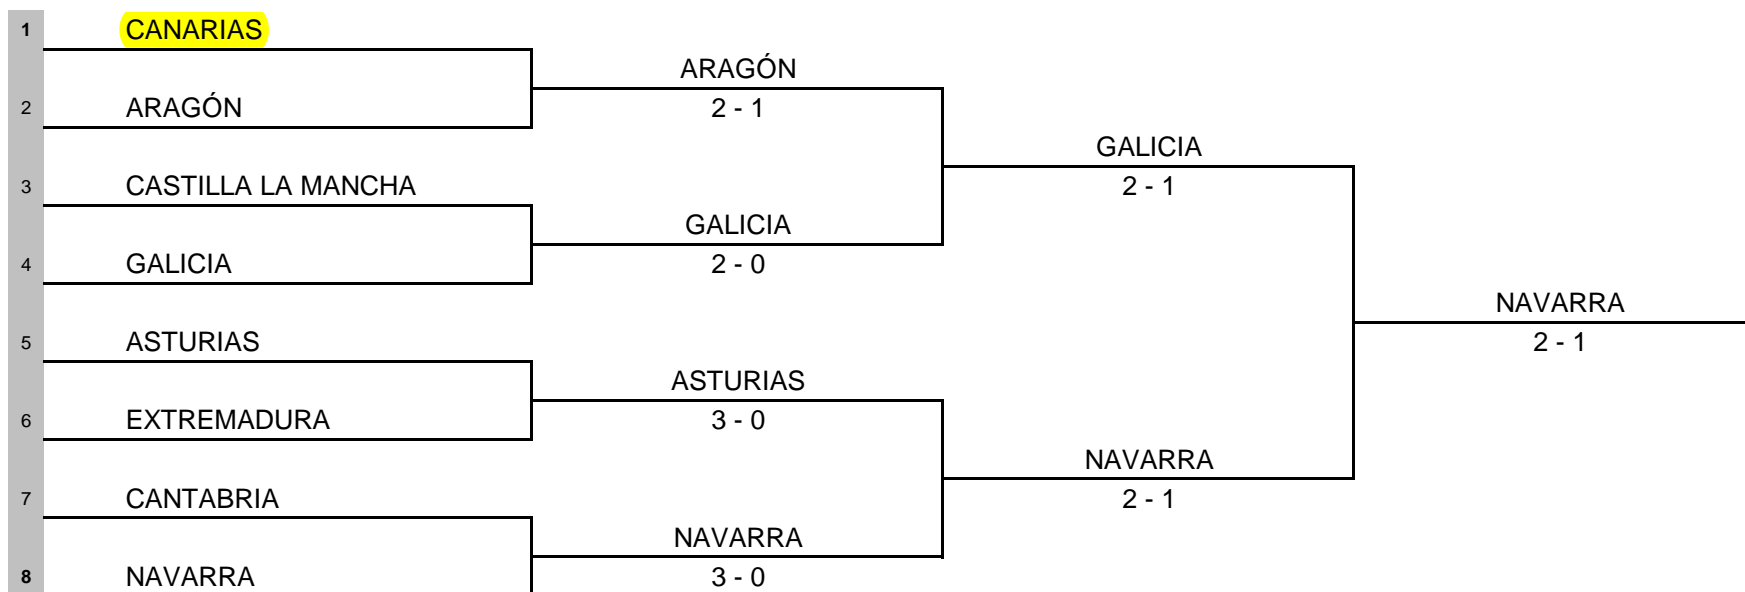 1 CANARIAS
ARAGÓN
2 ARAGÓN 2 - 1
GALICIA
3 CASTILLA LA MANCHA 2 - 1
GALICIA
4 GALICIA 2 - 0
NAVARRA
5 ASTURIAS 2 - 1
ASTURIAS
6 EXTREMADURA 3 - 0
NAVARRA
7 CANTABRIA 2 - 1
NAVARRA
8 NAVARRA 3 - 0